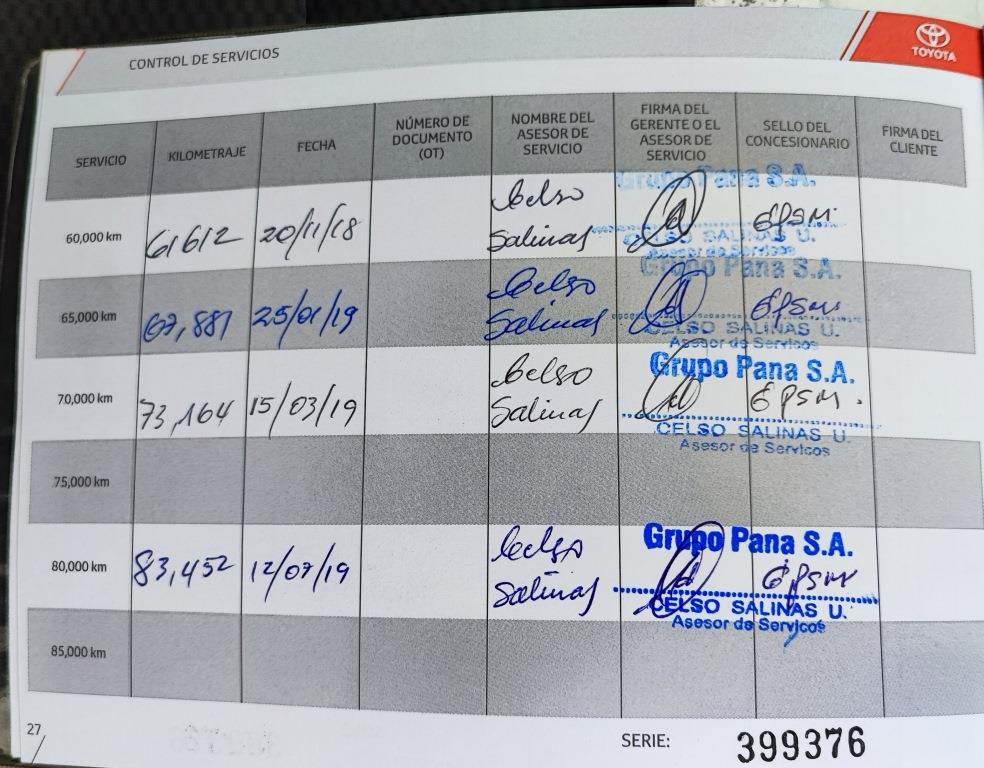 CONTROL DE SERVICIOS
TOYOTA
SERVICIO KILOMETRAJE FECHA NÚMERO DE DOCUMENTO (OT) NOMBRE DEL ASESOR DE SERVICIO FIRMA DEL GERENTE O EL ASESOR DE SERVICIO SELLO DEL CONCESIONARIO FIRMA DEL CLIENTE
60,000 km 61612 20/11/18 Celso Salinas
Grupo Pana S.A.
CELSO SALINAS U.
Asesor de Servicios
65,000 km 67,881 25/01/19 Celso Salinas
Grupo Pana S.A.
CELSO SALINAS U.
Asesor de Servicos
70,000 km 73,164 15/03/19 Celso Salinas
Grupo Pana S.A.
CELSO SALINAS U.
Asesor de Servicos
75,000 km
80,000 km 83,452 12/07/19 Celso Salinas
Grupo Pana S.A.
CELSO SALINAS U.
Asesor de Servicos
85,000 km
27
SERIE: 399376